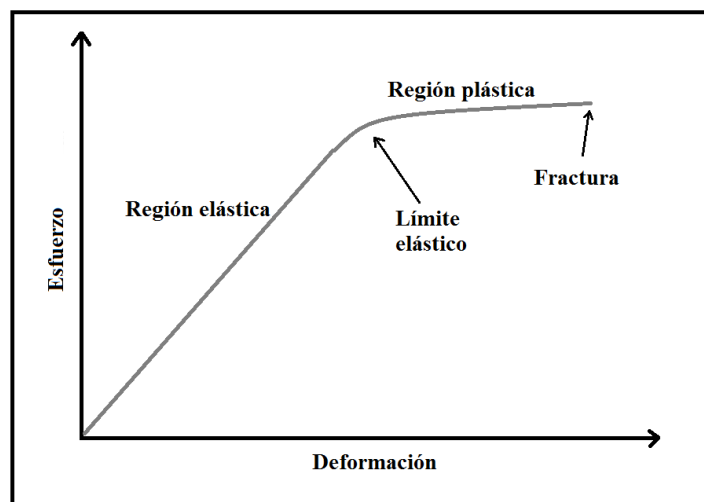 Región plástica
Fractura
Región elástica
Límite
elástico
Esfuerzo
Deformación